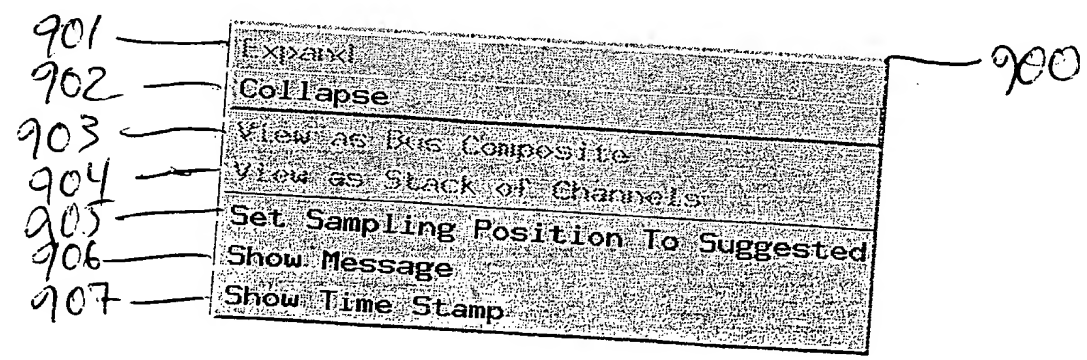 901 Expand 900
902 Collapse
903 View as Bus Composite
904 View as Stack of Channels
905 Set Sampling Position To Suggested
906 Show Message
907 Show Time Stamp